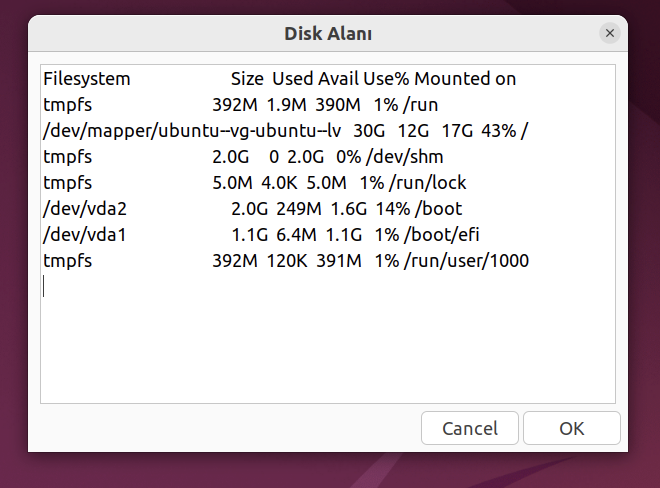 Disk Alanı
Filesystem Size Used Avail Use% Mounted on
tmpfs 392M 1.9M 390M 1% /run
/dev/mapper/ubuntu--vg-ubuntu--lv 30G 12G 17G 43% /
tmpfs 2.0G 0 2.0G 0% /dev/shm
tmpfs 5.0M 4.0K 5.0M 1% /run/lock
/dev/vda2 2.0G 249M 1.6G 14% /boot
/dev/vda1 1.1G 6.4M 1.1G 1% /boot/efi
tmpfs 392M 120K 391M 1% /run/user/1000
Cancel OK